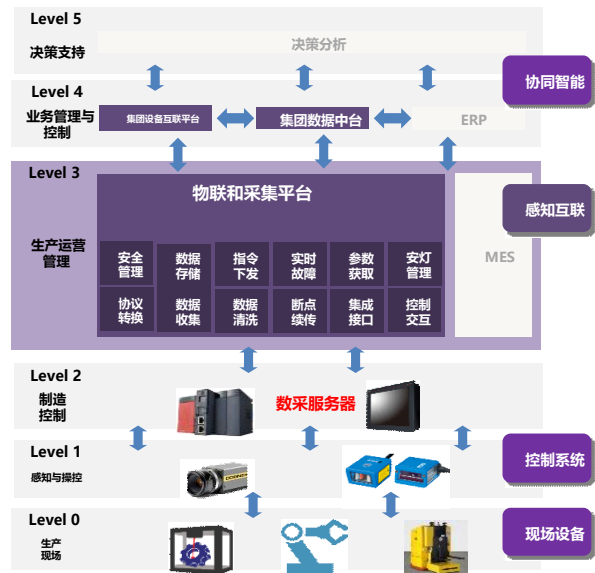 Level 5
决策支持
决策分析
协同智能
Level 4
业务管理与
控制
集团设备互联平台
集团数据中台
ERP
Level 3
生产运营
管理
物联和采集平台
感知互联
MES
安全
管理
数据
存储
指令
下发
实时
故障
参数
获取
安灯
管理
协议
转换
数据
收集
数据
清洗
断点
续传
集成
接口
控制
交互
Level 2
制造
控制
数采服务器
Level 1
感知与操控
控制系统
Level 0
生产
现场
现场设备